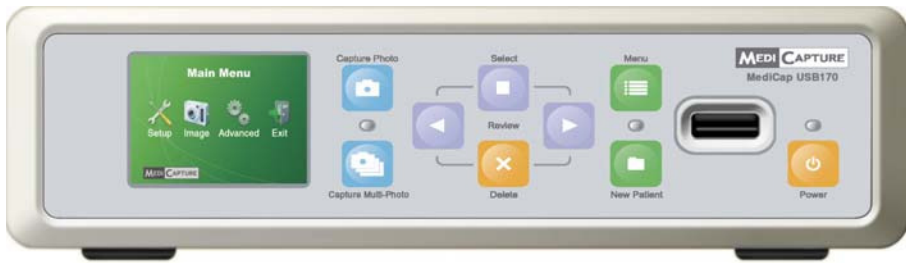 Main Menu
Setup Image Advanced Exit
MEDI CAPTURE
Capture Photo
Capture Multi-Photo
Select
Review
Delete
Menu
New Patient
MEDI CAPTURE
MediCap USB170
Power